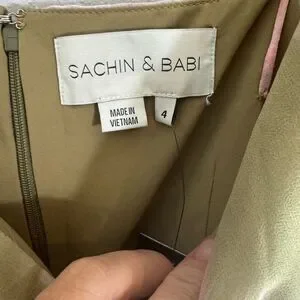 SACHIN & BABI
MADE IN
VIETNAM
4